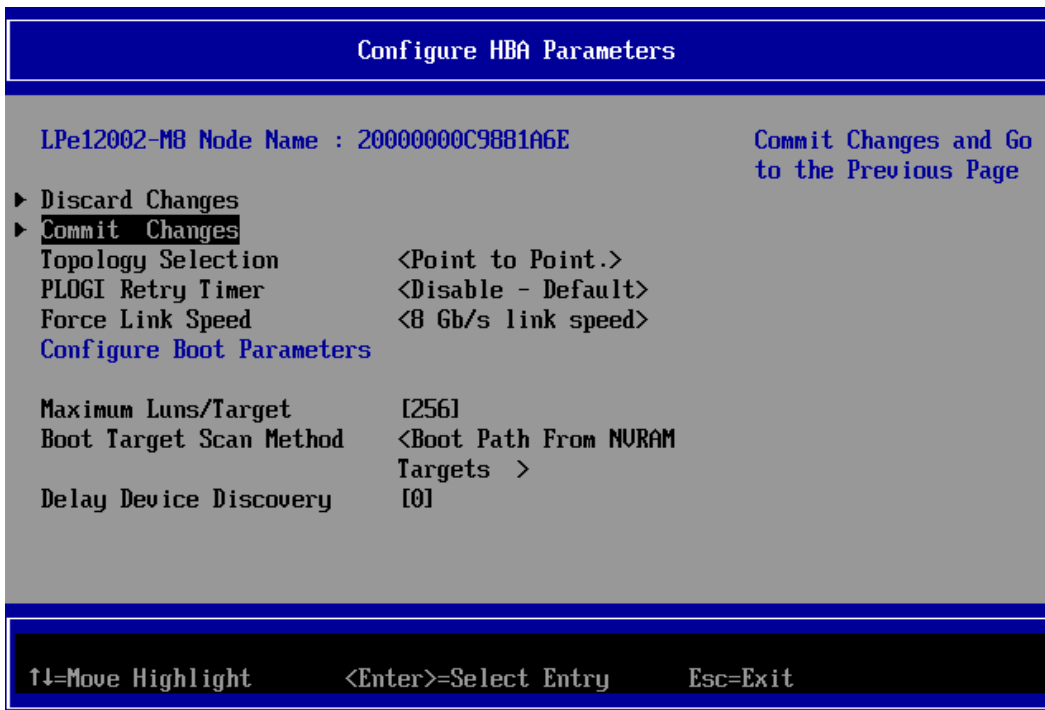 Configure HBA Parameters
LPe12002-M8 Node Name : 20000000C9881A6E
Commit Changes and Go
to the Previous Page
▶ Discard Changes
▶ Commit  Changes
Topology Selection <Point to Point.>
PLOGI Retry Timer <Disable - Default>
Force Link Speed <8 Gb/s link speed>
Configure Boot Parameters
Maximum Luns/Target [256]
Boot Target Scan Method <Boot Path From NVRAM
Targets  >
Delay Device Discovery [0]
↑↓=Move Highlight <Enter>=Select Entry Esc=Exit